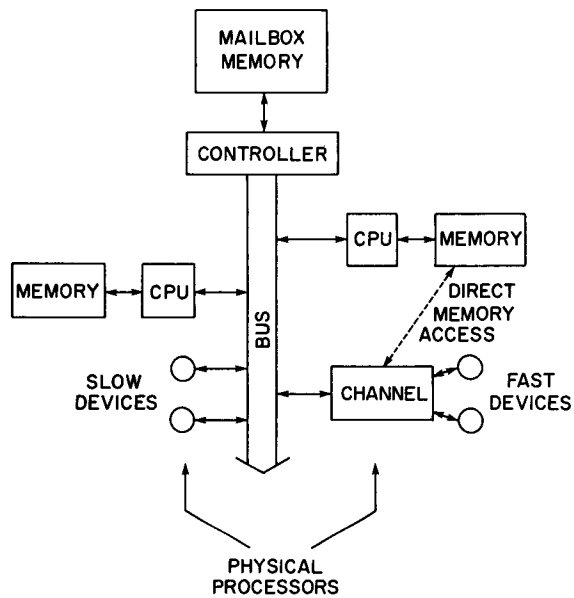 MAILBOX
MEMORY
CONTROLLER
CPU
MEMORY
MEMORY
CPU
BUS
DIRECT
MEMORY
ACCESS
SLOW
DEVICES
CHANNEL
FAST
DEVICES
PHYSICAL
PROCESSORS